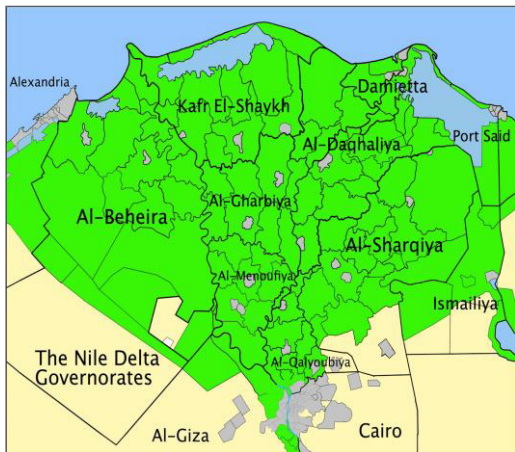 Alexandria
Damietta
Kafr El-Shaykh
Port Said
Al-Daqhaliya
Al-Gharbiya
Al-Beheira
Al-Sharqiya
Al-Menoufiya
Ismailiya
The Nile Delta
Governorates
Al-Qalyoubiya
Al-Giza
Cairo